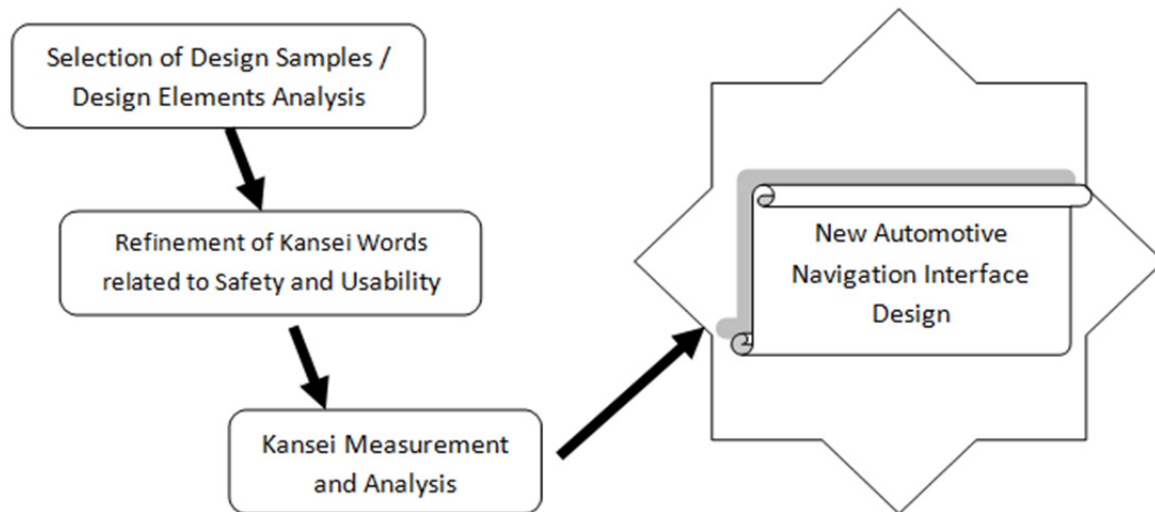 Selection of Design Samples /
Design Elements Analysis
Refinement of Kansei Words
related to Safety and Usability
Kansei Measurement
and Analysis
New Automotive
Navigation Interface
Design